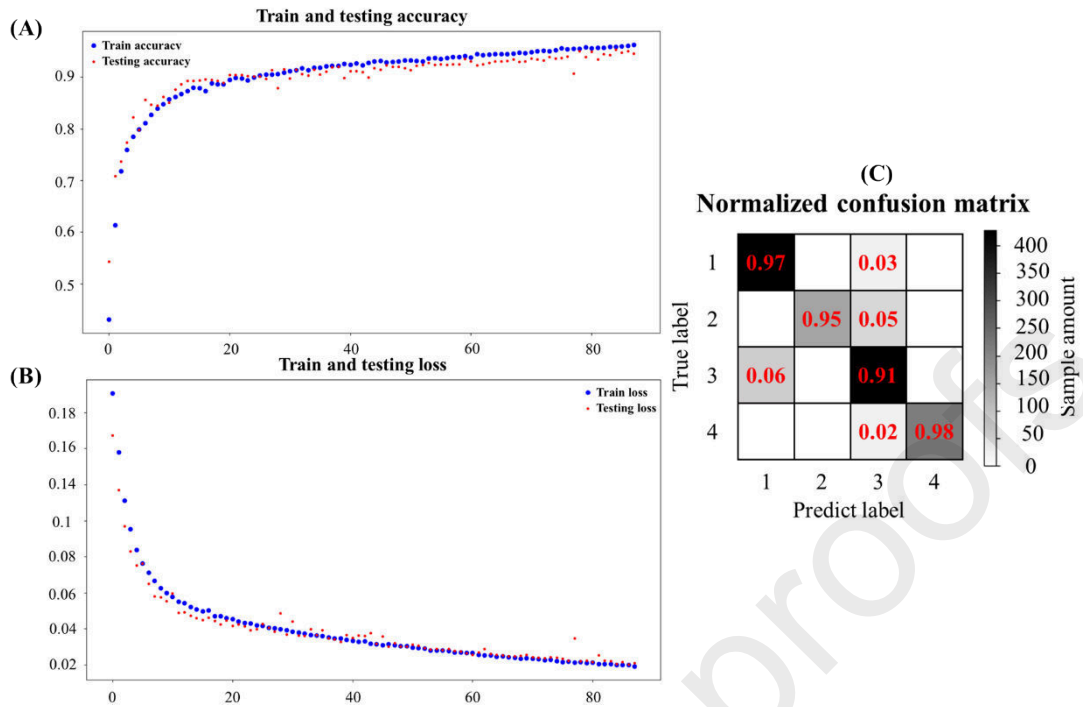 (A)
Train and testing accuracy
Train accuracy
Testing accuracy
0.9
0.8
0.7
0.6
0.5
0 20 40 60 80
(B)
Train and testing loss
Train loss
Testing loss
0.18
0.16
0.14
0.1
0.08
0.06
0.04
0.02
0 20 40 60 80
(C)
Normalized confusion matrix
True label
1 0.97 0.03
2 0.95 0.05
3 0.06 0.91
4 0.02 0.98
1 2 3 4
Predict label
400
350
300
250
200
150
100
50
0
Sample amount
proofs